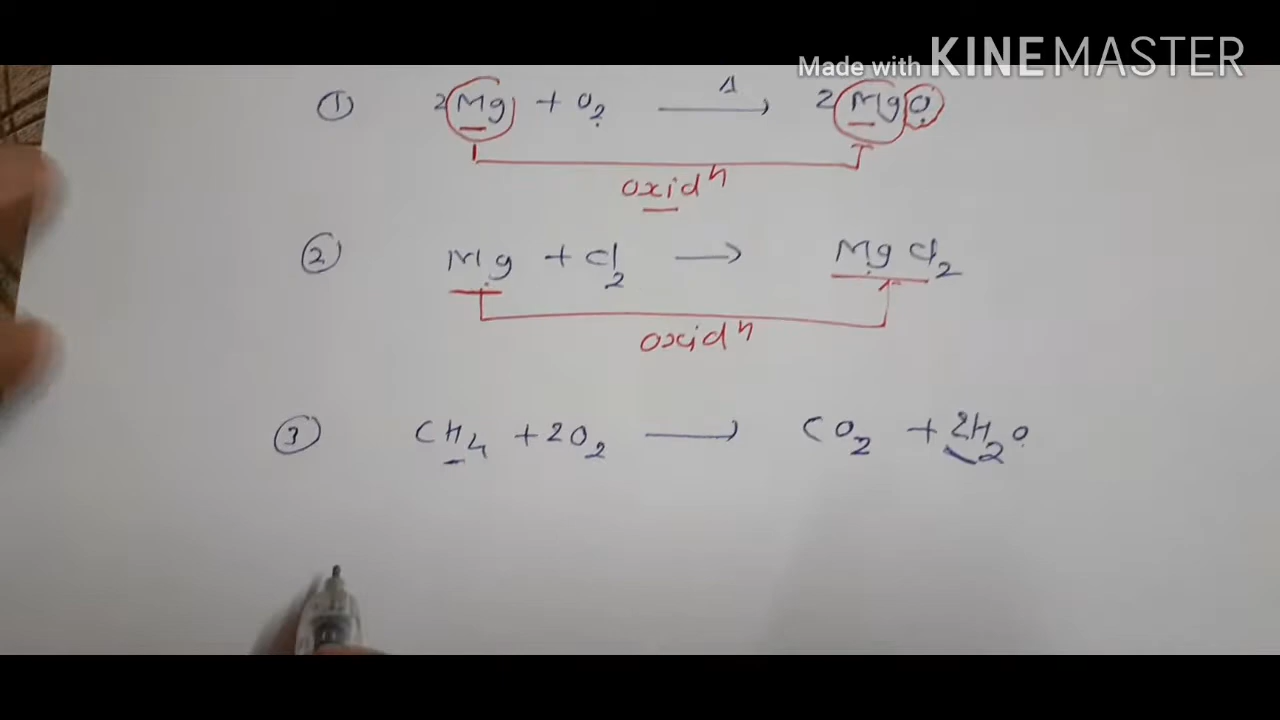 Made with KINEMASTER
① 2Mg + O₂ —Δ→ 2MgO
oxidⁿ
② Mg + Cl₂ → MgCl₂
oxidⁿ
③ CH₄ + 2O₂ → CO₂ + 2H₂O